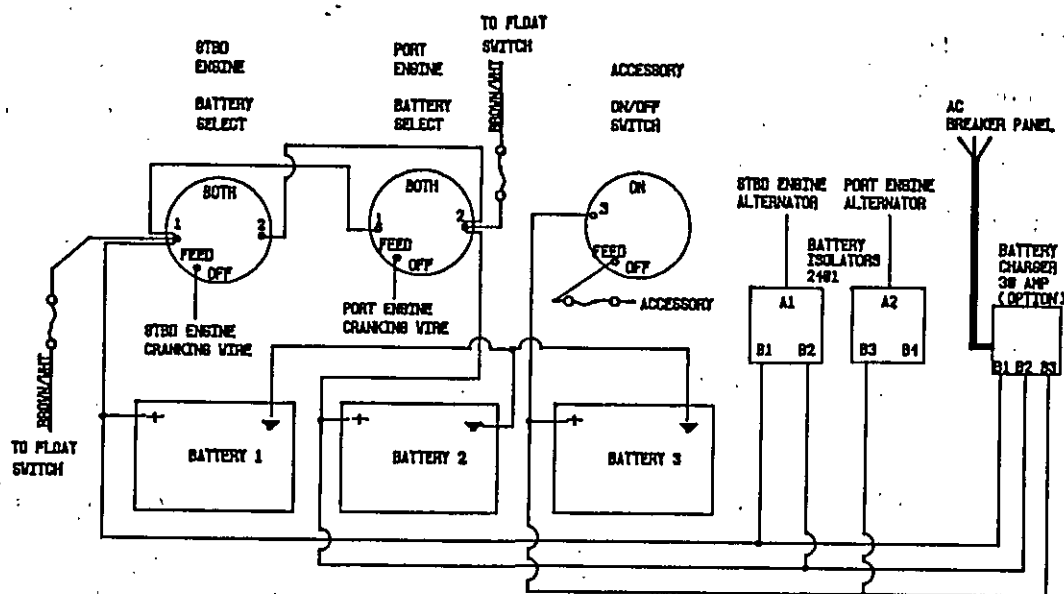 STBD
ENGINE
BATTERY
SELECT
PORT
ENGINE
BATTERY
SELECT
TO FLOAT
SWITCH
BROWN/WHT
ACCESSORY
ON/OFF
SWITCH
AC
BREAKER PANEL
BOTH
1
2
FEED
OFF
BOTH
1
2
FEED
OFF
ON
3
FEED
OFF
ACCESSORY
STBD ENGINE
ALTERNATOR
PORT ENGINE
ALTERNATOR
BATTERY
ISOLATORS
2401
BATTERY
CHARGER
30 AMP
(OPTION)
A1
B1 B2
A2
B3 B4
B1 B2 B3
STBD ENGINE
CRANKING WIRE
PORT ENGINE
CRANKING WIRE
BROWN/WHT
TO FLOAT
SWITCH
+
BATTERY 1
+
BATTERY 2
+
BATTERY 3